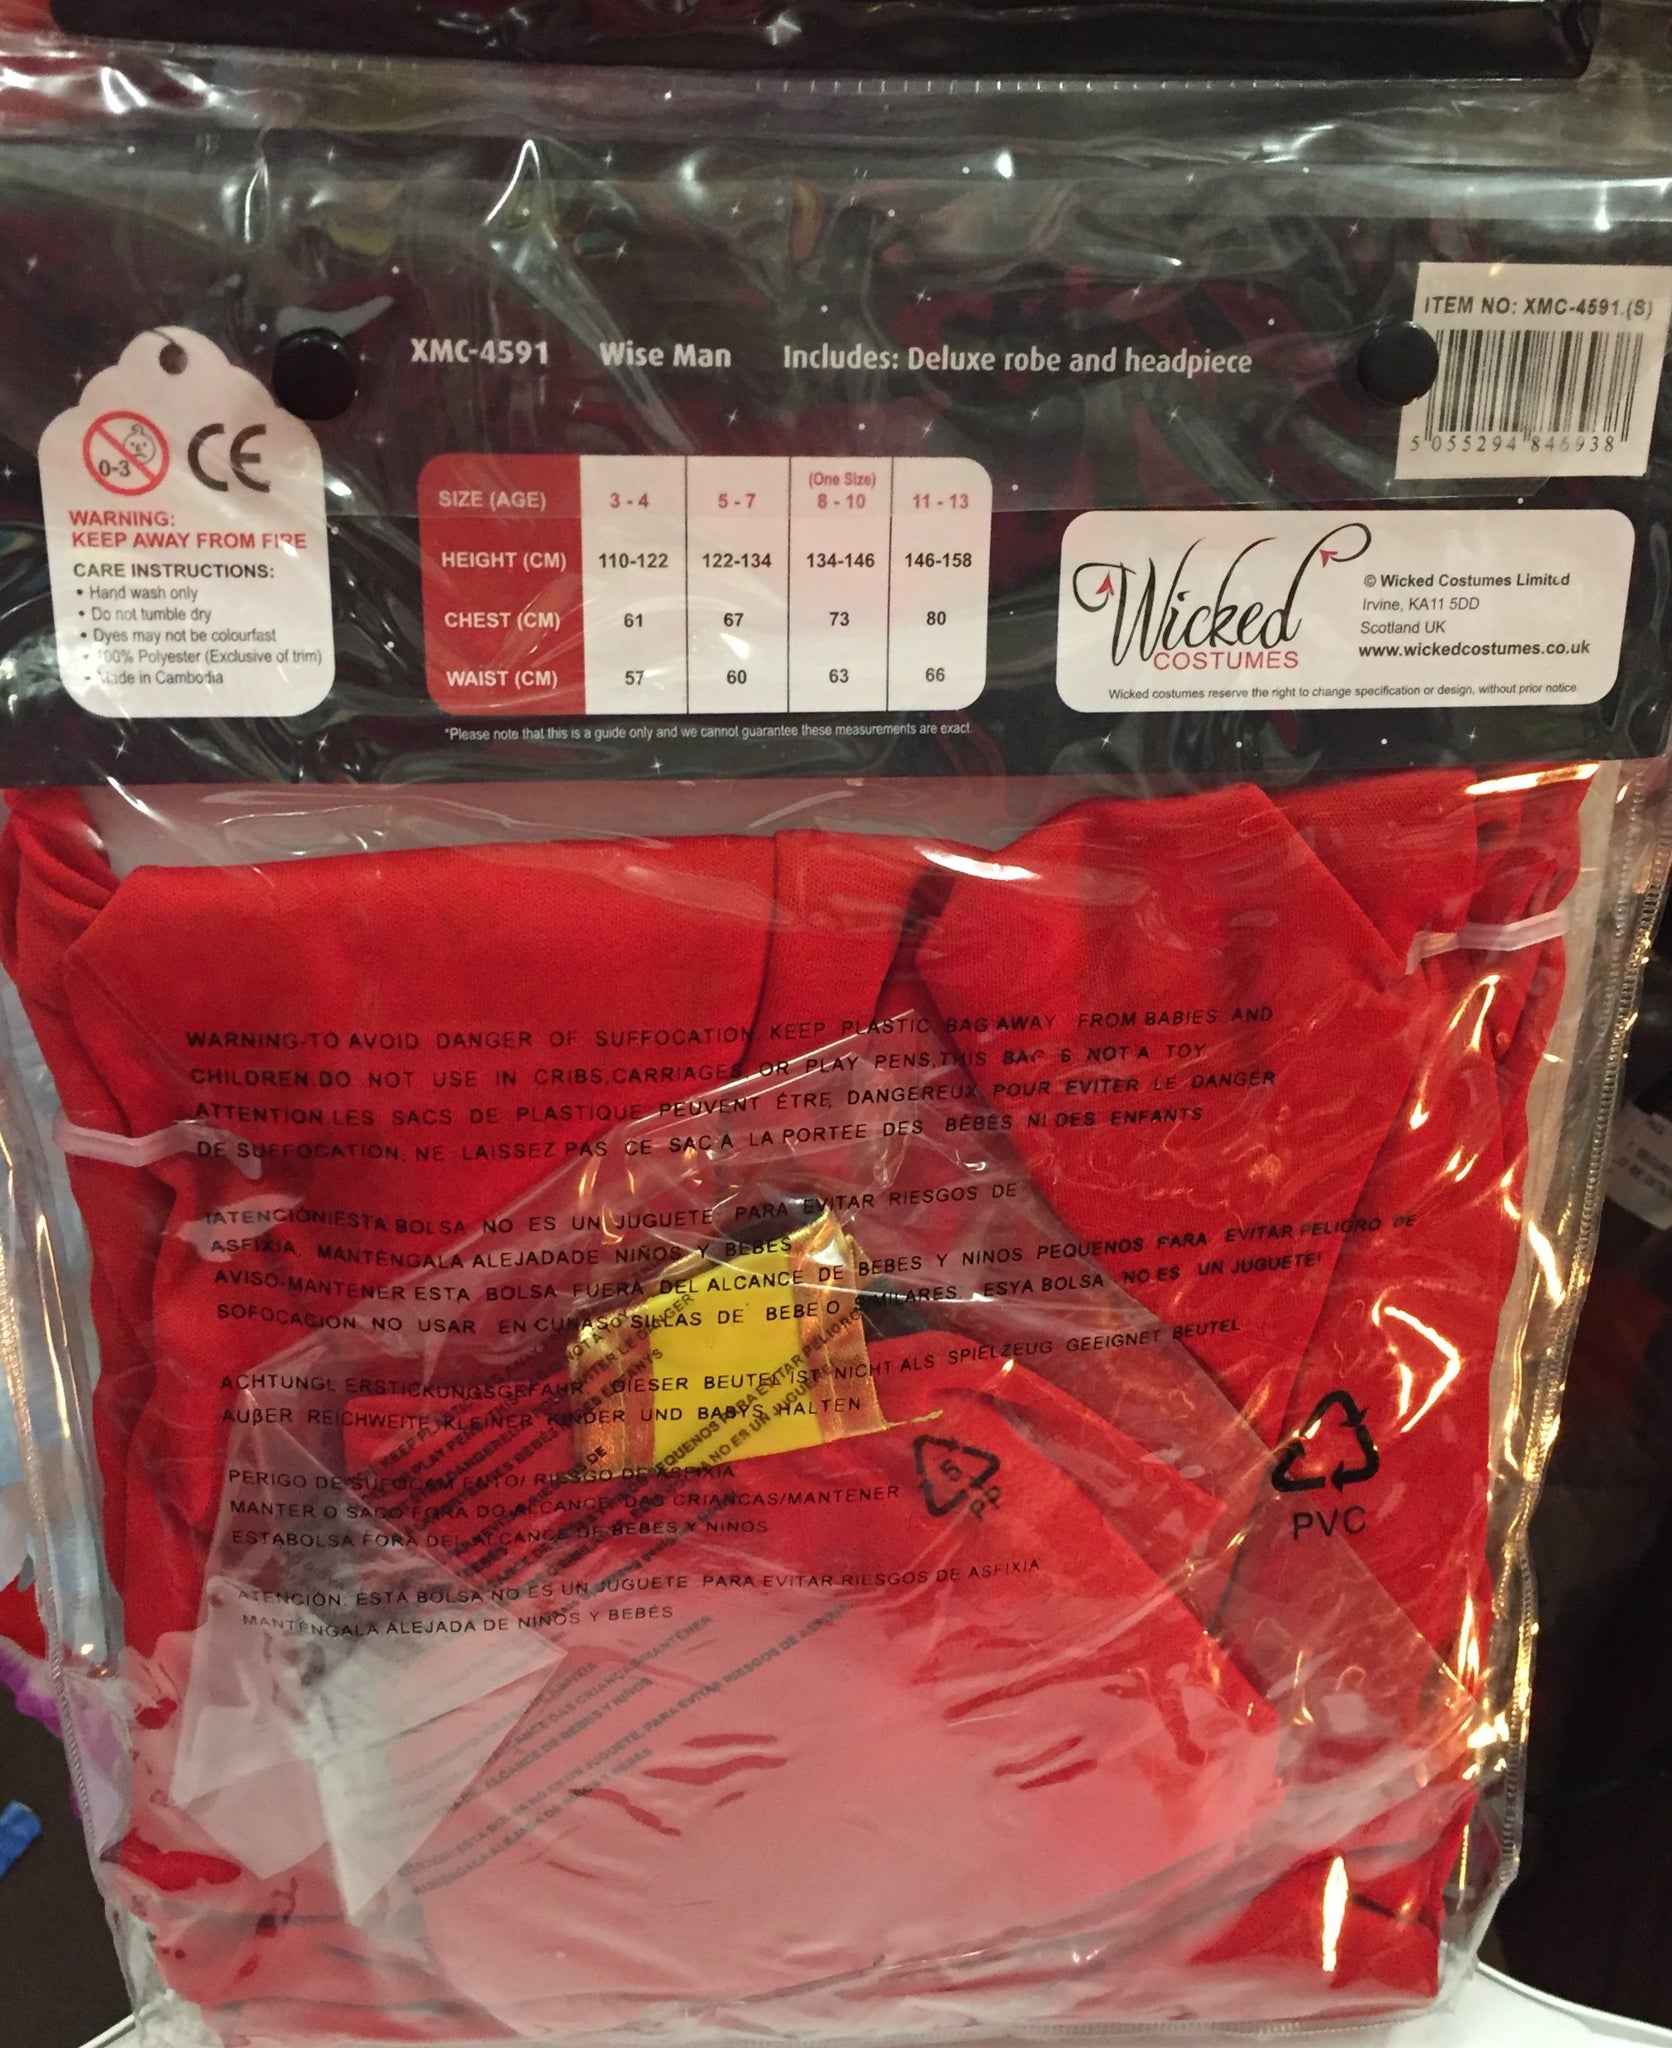 ITEM NO: XMC-4591.(S)
5 055294 846938
XMC-4591 Wise Man Includes: Deluxe robe and headpiece
0-3 CE
WARNING:
KEEP AWAY FROM FIRE
CARE INSTRUCTIONS:
• Hand wash only
• Do not tumble dry
• Dyes may not be colourfast
• 100% Polyester (Exclusive of trim)
• Made in Cambodia
(One Size)
SIZE (AGE) 3 - 4 5 - 7 8 - 10 11 - 13
HEIGHT (CM) 110-122 122-134 134-146 146-158
CHEST (CM) 61 67 73 80
WAIST (CM) 57 60 63 66
*Please note that this is a guide only and we cannot guarantee these measurements are exact.
Wicked
COSTUMES
© Wicked Costumes Limited
Irvine, KA11 5DD
Scotland UK
www.wickedcostumes.co.uk
Wicked costumes reserve the right to change specification or design, without prior notice.
WARNING-TO AVOID DANGER OF SUFFOCATION KEEP PLASTIC BAG AWAY FROM BABIES AND
CHILDREN.DO NOT USE IN CRIBS,CARRIAGES, OR PLAY PENS,THIS BAG IS NOT A TOY
ATTENTION LES SACS DE PLASTIQUE PEUVENT ÊTRE DANGEREUX POUR EVITER LE DANGER
DE SUFFOCATION, NE LAISSEZ PAS CE SAC A LA PORTEE DES BÉBÉS NI DES ENFANTS
¡ATENCIÓN¡ESTA BOLSA NO ES UN JUGUETE PARA EVITAR RIESGOS DE
ASFIXIA, MANTÉNGALA ALEJADADE NIÑOS Y BEBES
AVISO-MANTENER ESTA BOLSA FUERA DEL ALCANCE DE BEBES Y NINOS PEQUENOS PARA EVITAR PELIGRO DE
SOFOCACION NO USAR EN CUNAS O SILLAS DE BEBE O SIMILARES. ESYA BOLSA NO ES UN JUGUETE!
ACHTUNGL ERSTICKUNGSGEFAHR DIESER BEUTEL IST NICHT ALS SPIELZEUG GEEIGNET BEUTEL
AUβER REICHWEITE KLEINER KINDER UND BABYS HALTEN
PERIGO DE SUFOCAMENTO/ RIESGO DE ASFIXIA
MANTER O SACO FORA DO ALCANCE DAS CRIANCAS/MANTENER
ESTABOLSA FORA DEL ALCANCE DE BEBES Y NINOS
ATENCIÓN: ESTA BOLSA NO ES UN JUGUETE PARA EVITAR RIESGOS DE ASFIXIA
MANTÉNGALA ALEJADA DE NIÑOS Y BEBÉS
5
PP
PVC